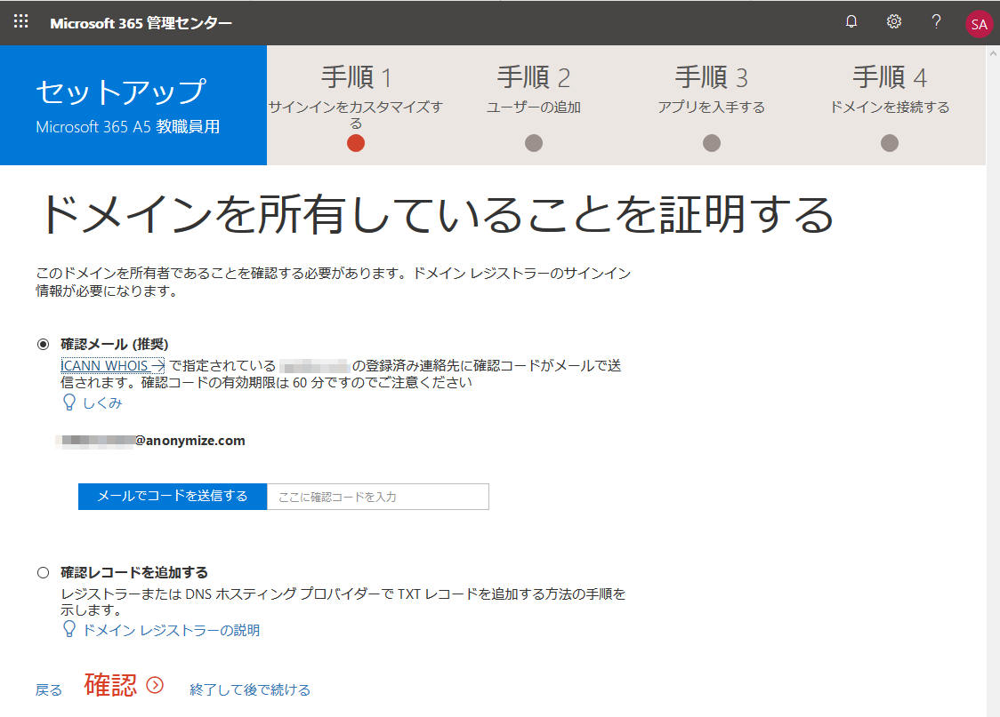 Microsoft 365 管理センター
SA
セットアップ
Microsoft 365 A5 教職員用
手順 1
サインインをカスタマイズす
る
手順 2
ユーザーの追加
手順 3
アプリを入手する
手順 4
ドメインを接続する
ドメインを所有していることを証明する
このドメインを所有者であることを確認する必要があります。ドメイン レジストラーのサインイン
情報が必要になります。
確認メール (推奨)
ICANN WHOIS → で指定されている の登録済み連絡先に確認コードがメールで送
信されます。確認コードの有効期限は 60 分ですのでご注意ください
しくみ
@anonymize.com
メールでコードを送信する
ここに確認コードを入力
確認レコードを追加する
レジストラーまたは DNS ホスティング プロバイダーで TXT レコードを追加する方法の手順を
示します。
ドメイン レジストラーの説明
戻る 確認 終了して後で続ける